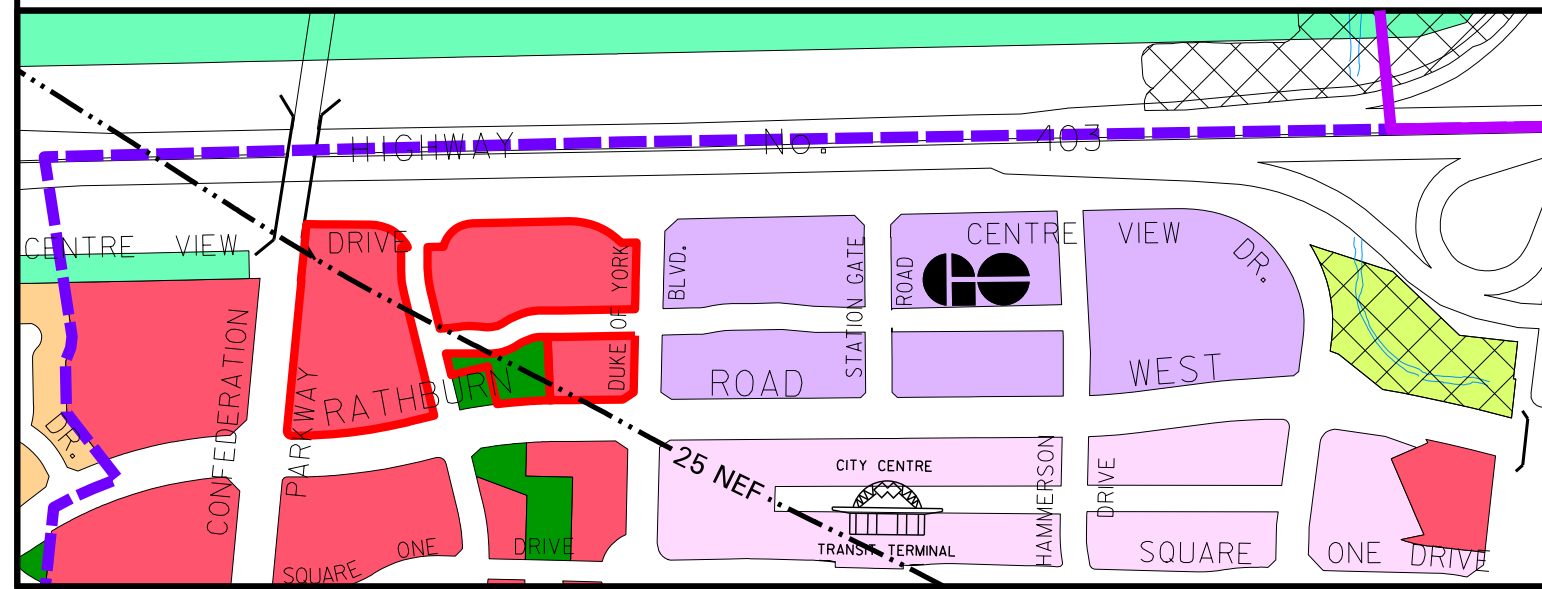 HIGHWAY No. 403
CENTRE VIEW DRIVE
CENTRE VIEW DR.
BLVD.
DUKE OF YORK
STATION GATE
ROAD
GO
CONFEDERATION
PARKWAY
RATHBURN ROAD WEST
DR.
25 NEF
CITY CENTRE
TRANSIT TERMINAL
HAMMERSON
DRIVE
SQUARE ONE DRIVE
SQUARE ONE DRIVE